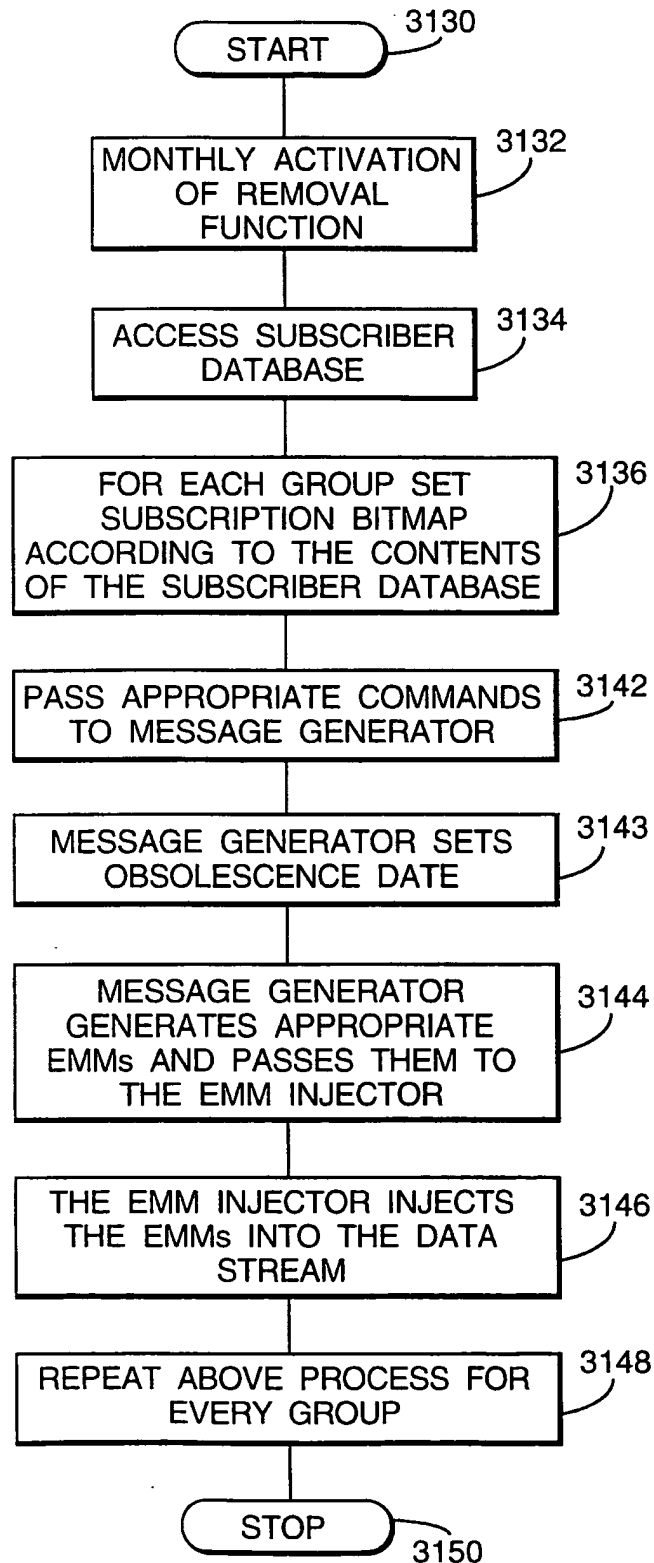 3130
START
3132
MONTHLY ACTIVATION
OF REMOVAL
FUNCTION
3134
ACCESS SUBSCRIBER
DATABASE
3136
FOR EACH GROUP SET
SUBSCRIPTION BITMAP
ACCORDING TO THE CONTENTS
OF THE SUBSCRIBER DATABASE
3142
PASS APPROPRIATE COMMANDS
TO MESSAGE GENERATOR
3143
MESSAGE GENERATOR SETS
OBSOLESCENCE DATE
3144
MESSAGE GENERATOR
GENERATES APPROPRIATE
EMMs AND PASSES THEM TO
THE EMM INJECTOR
3146
THE EMM INJECTOR INJECTS
THE EMMs INTO THE DATA
STREAM
3148
REPEAT ABOVE PROCESS FOR
EVERY GROUP
STOP
3150